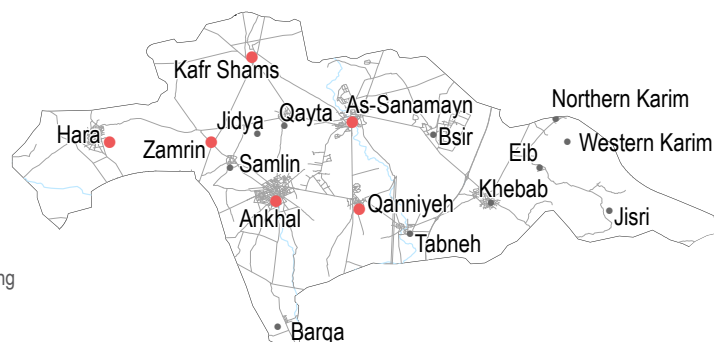 Kafr Shams
Northern Karim
As-Sanamayn
Qayta
Jidya
Hara
Zamrin
Bsir
Western Karim
Samlin
Eib
Khebab
Ankhal
Qanniyeh
Jisri
Tabneh
ng
Barqa